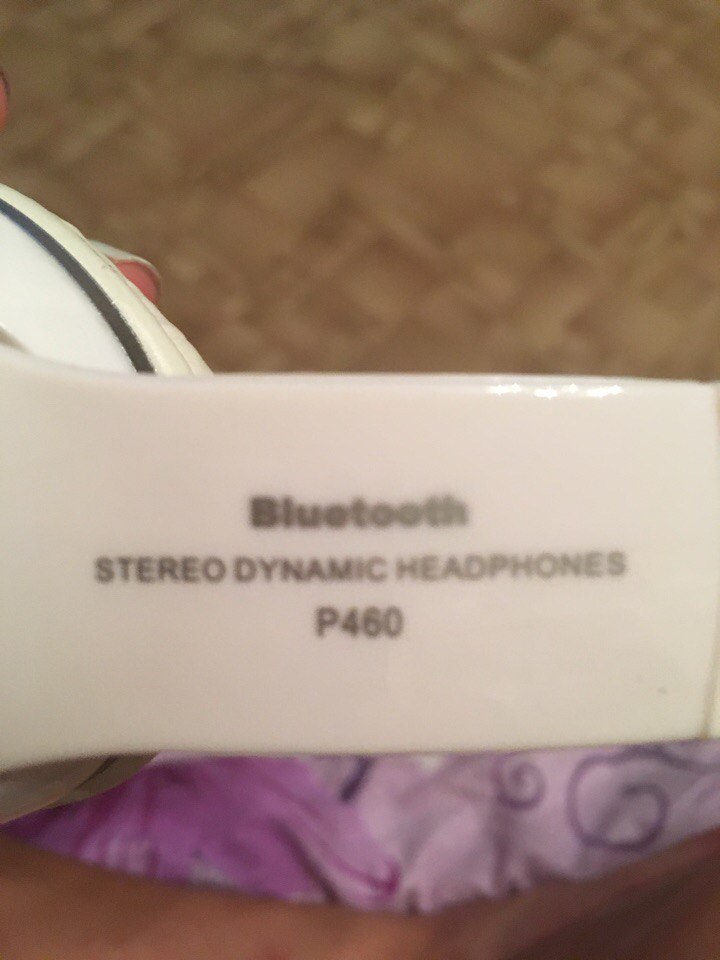 Bluetooth
STEREO DYNAMIC HEADPHONES
P460